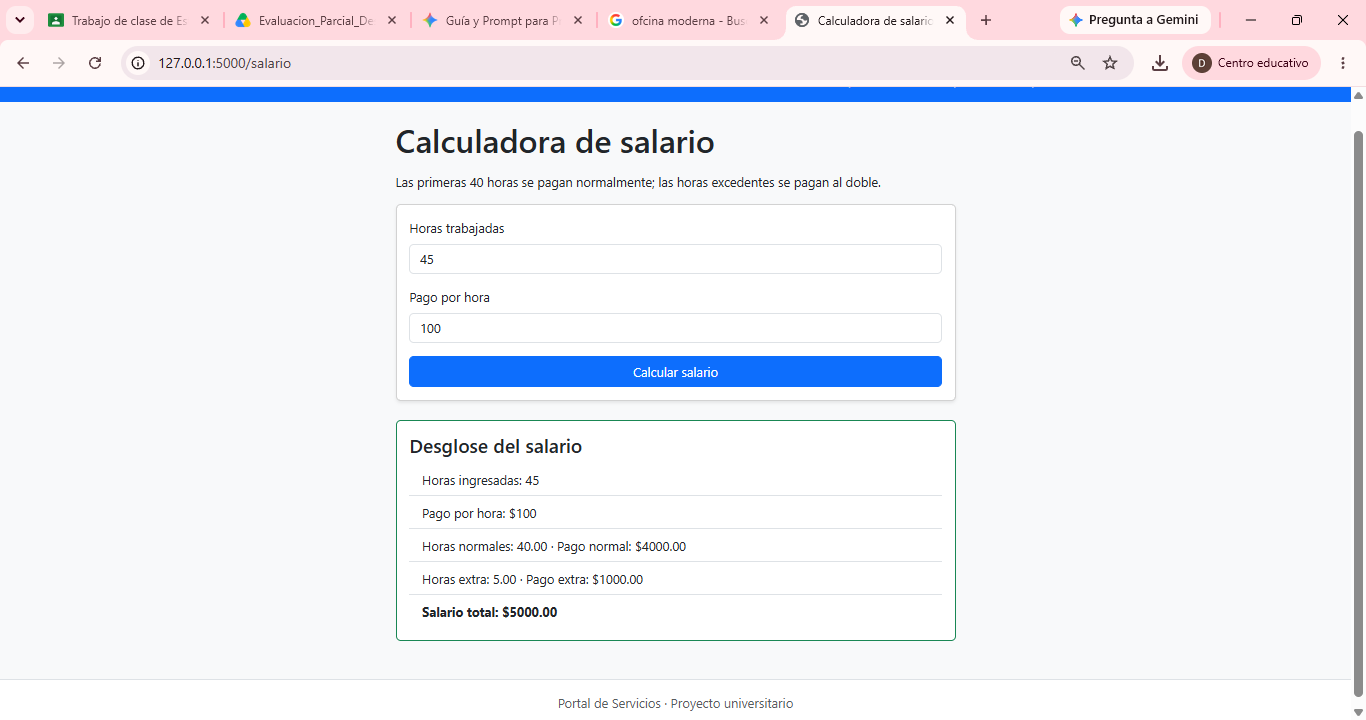 Trabajo de clase de Es
Evaluacion_Parcial_De
Guía y Prompt para P
ofcina moderna - Bus
Calculadora de salario
Pregunta a Gemini
127.0.0.1:5000/salario
D
Centro educativo
Calculadora de salario
Las primeras 40 horas se pagan normalmente; las horas excedentes se pagan al doble.
Horas trabajadas
45
Pago por hora
100
Calcular salario
Desglose del salario
Horas ingresadas: 45
Pago por hora: $100
Horas normales: 40.00 · Pago normal: $4000.00
Horas extra: 5.00 · Pago extra: $1000.00
Salario total: $5000.00
Portal de Servicios · Proyecto universitario